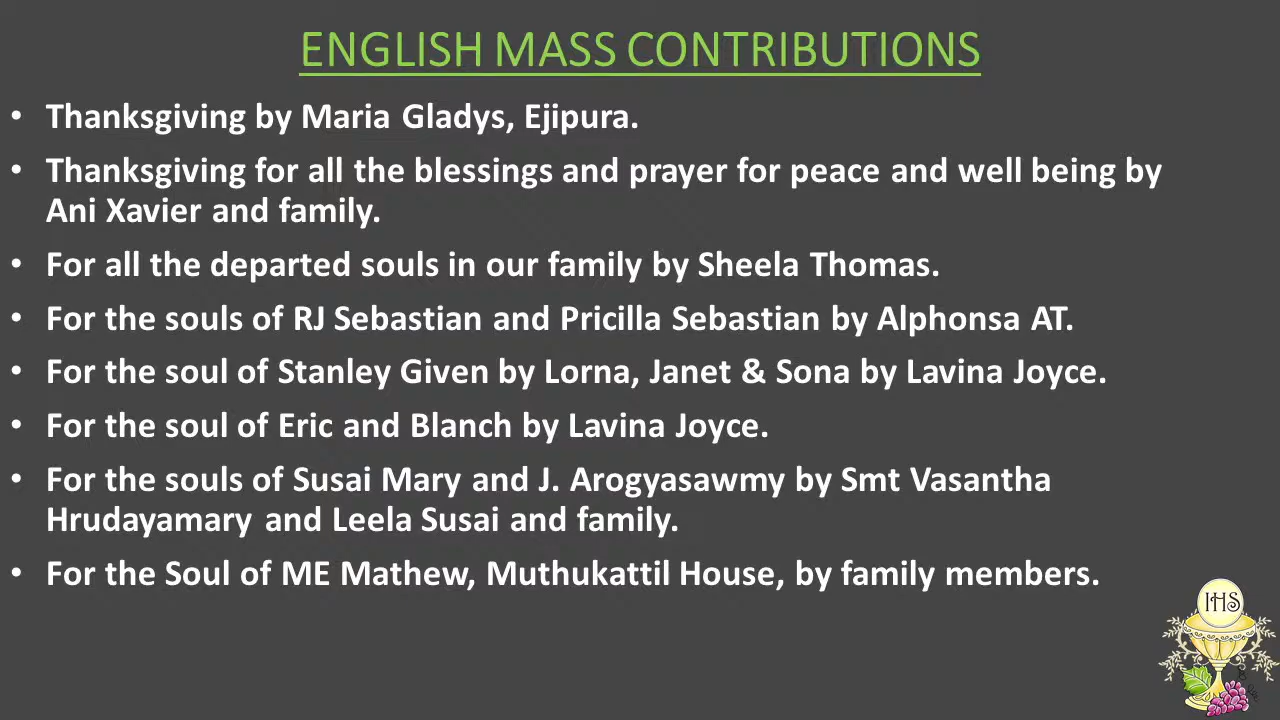 ENGLISH MASS CONTRIBUTIONS
• Thanksgiving by Maria Gladys, Ejipura.
• Thanksgiving for all the blessings and prayer for peace and well being by
Ani Xavier and family.
• For all the departed souls in our family by Sheela Thomas.
• For the souls of RJ Sebastian and Pricilla Sebastian by Alphonsa AT.
• For the soul of Stanley Given by Lorna, Janet & Sona by Lavina Joyce.
• For the soul of Eric and Blanch by Lavina Joyce.
• For the souls of Susai Mary and J. Arogyasawmy by Smt Vasantha
Hrudayamary and Leela Susai and family.
• For the Soul of ME Mathew, Muthukattil House, by family members.
IHS